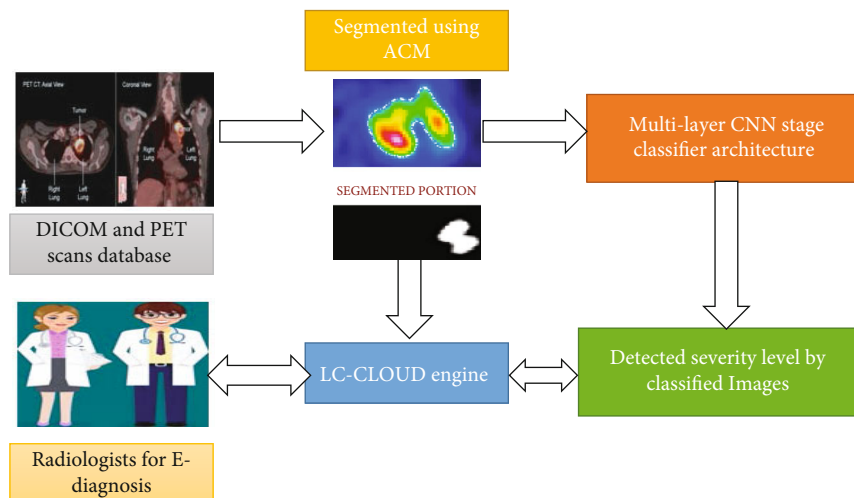 Segmented using
ACM
PET CT Axial View
Coronal View
Tumor
Right
Lung
Left
Lung
Right
Lung
Left
Lung
DICOM and PET
scans database
SEGMENTED PORTION
Multi-layer CNN stage
classifier architecture
LC-CLOUD engine
Detected severity level by
classified Images
Radiologists for E-
diagnosis